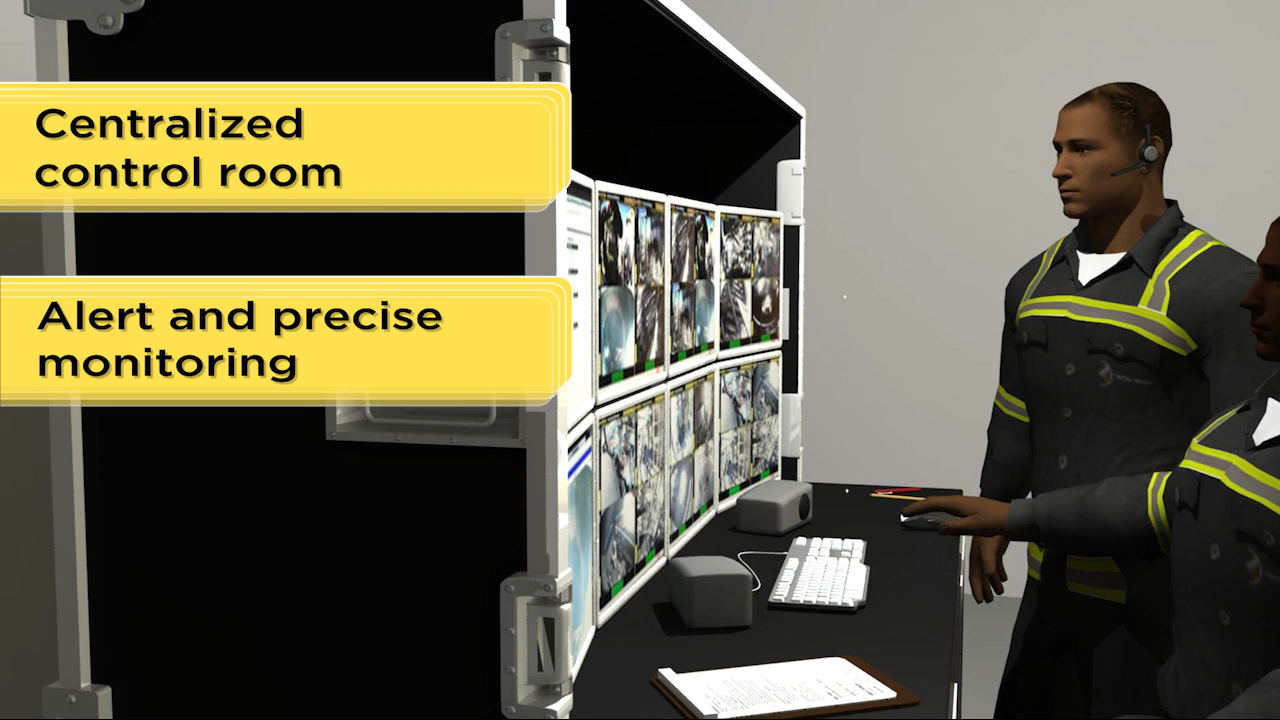 Centralized
control room
Alert and precise
monitoring